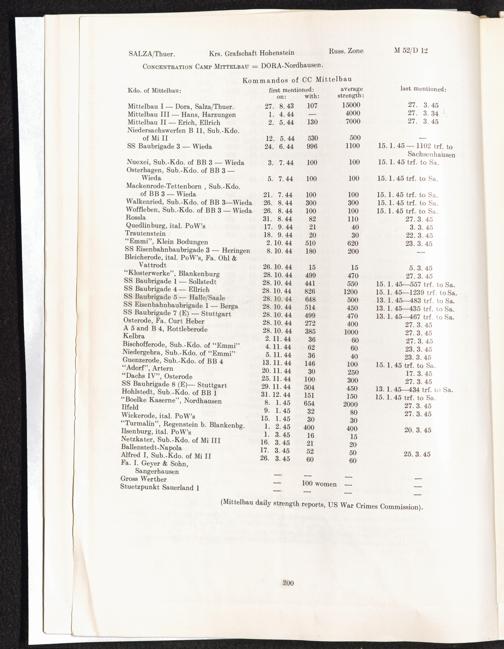 SALZA/Thuer. Krs. Grafschaft Hohenstein Russ. Zone M 52/D 12
CONCENTRATION CAMP MITTELBAU = DORA-Nordhausen.
Kommandos of CC Mittelbau
Kdo. of Mittelbau: first mentioned: average last mentioned:
on: with: strength:
Mittelbau I — Dora, Salza/Thuer. 27. 8.43 107 15000 27. 3.45
Mittelbau III — Hans, Harzungen 1. 4.44 — 4000 27. 3.34
Mittelbau II — Erich, Ellrich 2. 5.44 130 7000 27. 3.45
Niedersachswerfen B II, Sub.-Kdo.
of Mi II 12. 5.44 530 500 —
SS Baubrigade 3 — Wieda 24. 6.44 996 1100 15. 1.45 — 1102 trf. to
Sachsenhausen
Nuexei, Sub.-Kdo. of BB 3 — Wieda 3. 7.44 100 100 15. 1.45 trf. to Sa.
Osterhagen, Sub.-Kdo. of BB 3 —
Wieda 5. 7.44 100 100 15. 1.45 trf. to Sa.
Mackenrode-Tettenborn, Sub.-Kdo.
of BB 3 — Wieda 21. 7.44 100 100 15. 1.45 trf. to Sa.
Walkenried, Sub.-Kdo. of BB 3—Wieda 26. 8.44 300 300 15. 1.45 trf. to Sa.
Woffleben, Sub.-Kdo. of BB 3 — Wieda 26. 8.44 100 100 15. 1.45 trf. to Sa.
Rossla 31. 8.44 82 110 27. 3.45
Quedlinburg, ital. PoW's 17. 9.44 21 40 3. 3.45
Trautenstein 18. 9.44 20 30 22. 3.45
"Emmi", Klein Bodungen 2.10.44 510 620 23. 3.45
SS Eisenbahnbaubrigade 3 — Heringen 8.10.44 180 200 —
Bleicherode, ital. PoW's, Fa. Ohl &
Vattrodt 26.10.44 15 15 5. 3.45
"Klosterwerke", Blankenburg 28.10.44 499 470 27. 3.45
SS Baubrigade 1 — Sollstedt 28.10.44 441 550 15. 1.45—557 trf. to Sa.
SS Baubrigade 4 — Ellrich 28.10.44 826 1200 15. 1.45—1239 trf. to Sa.
SS Baubrigade 5 — Halle/Saale 28.10.44 648 500 13. 1.45—483 trf. to Sa.
SS Eisenbahnbaubrigade 1 — Berga 28.10.44 514 450 13. 1.45—435 trf. to Sa.
SS Baubrigade 7 (E) — Stuttgart 28.10.44 499 470 13. 1.45—467 trf. to Sa.
Osterode, Fa. Curt Heber 28.10.44 272 400 27. 3.45
A 5 and B 4, Rottleberode 28.10.44 385 1000 27. 3.45
Kelbra 2.11.44 36 60 27. 3.45
Bischofferode, Sub.-Kdo. of "Emmi" 4.11.44 62 60 23. 3.45
Niedergebra, Sub.-Kdo. of "Emmi" 5.11.44 36 40 23. 3.45
Guenzerode, Sub.-Kdo. of BB 4 13.11.44 146 100 15. 1.45 trf. to Sa.
"Adorf", Artern 20.11.44 30 250 17. 3.45
"Dachs IV", Osterode 25.11.44 100 300 27. 3.45
SS Baubrigade 8 (E)— Stuttgart 29.11.44 504 450 13. 1.45—434 trf. to Sa.
Hohlstedt, Sub.-Kdo. of BB 1 31.12.44 151 150 15. 1.45 trf. to Sa.
"Boelke Kaserne", Nordhausen 8. 1.45 654 2000 27. 3.45
Ilfeld 9. 1.45 32 80 27. 3.45
Wickerode, ital. PoW's 15. 1.45 30 30
"Turmalin", Regenstein b. Blankenbg. 1. 2.45 400 400 20. 3.45
Ilsenburg, ital. PoW's 1. 3.45 16 15
Netzkater, Sub.-Kdo. of Mi III 16. 3.45 21 20
Ballenstedt-Napola 17. 3.45 52 50 25. 3.45
Alfred I, Sub.-Kdo. of Mi II 26. 3.45 60 60
Fa. I. Geyer & Sohn,
Sangerhausen — — — —
Gross Werther — 100 women — —
Stuetzpunkt Sauerland 1 — — — —
(Mittelbau daily strength reports, US War Crimes Commission).
200